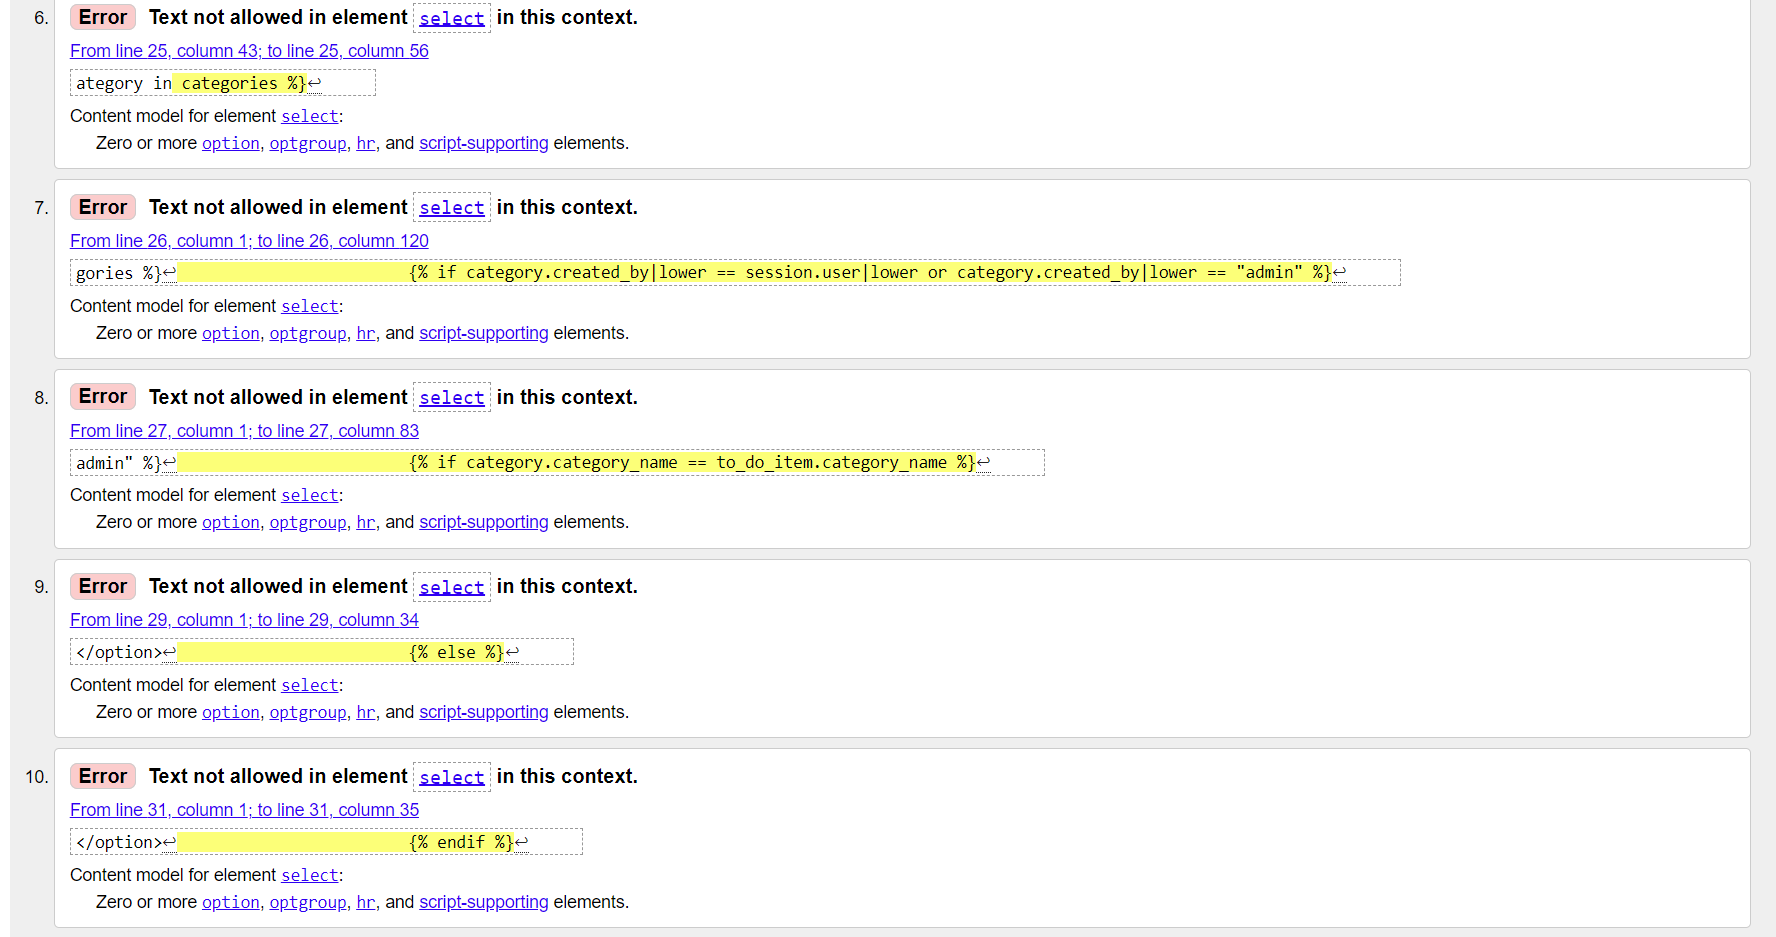 6. Error Text not allowed in element select in this context.
From line 25, column 43; to line 25, column 56
ategory in categories %}↩
Content model for element select:
Zero or more option, optgroup, hr, and script-supporting elements.
7. Error Text not allowed in element select in this context.
From line 26, column 1; to line 26, column 120
gories %}↩ {% if category.created_by|lower == session.user|lower or category.created_by|lower == "admin" %}↩
Content model for element select:
Zero or more option, optgroup, hr, and script-supporting elements.
8. Error Text not allowed in element select in this context.
From line 27, column 1; to line 27, column 83
admin" %}↩ {% if category.category_name == to_do_item.category_name %}↩
Content model for element select:
Zero or more option, optgroup, hr, and script-supporting elements.
9. Error Text not allowed in element select in this context.
From line 29, column 1; to line 29, column 34
</option>↩ {% else %}↩
Content model for element select:
Zero or more option, optgroup, hr, and script-supporting elements.
10. Error Text not allowed in element select in this context.
From line 31, column 1; to line 31, column 35
</option>↩ {% endif %}↩
Content model for element select:
Zero or more option, optgroup, hr, and script-supporting elements.